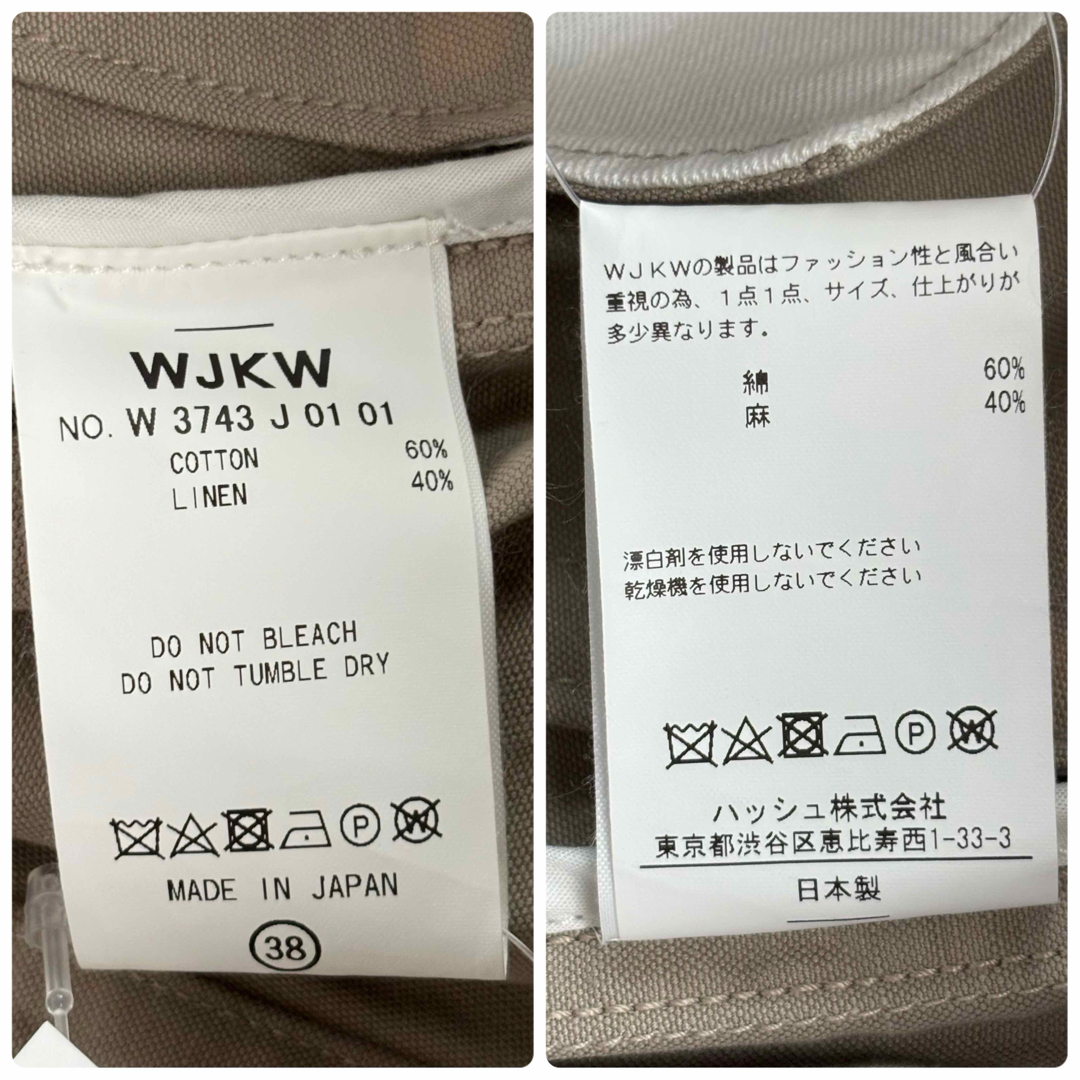 WJKW
NO. W 3743 J 01 01
COTTON 60%
LINEN 40%
DO NOT BLEACH
DO NOT TUMBLE DRY
P W
MADE IN JAPAN
38
WJKWの製品はファッション性と風合い
重視の為、1点1点、サイズ、仕上がりが
多少異なります。
綿 60%
麻 40%
漂白剤を使用しないでください
乾燥機を使用しないでください
P W
ハッシュ株式会社
東京都渋谷区恵比寿西1-33-3
日本製